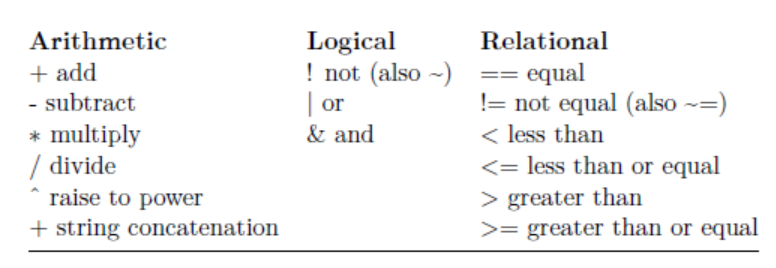 Arithmetic Logical Relational
+ add ! not (also ~) == equal
- subtract | or != not equal (also ~=)
* multiply & and < less than
/ divide <= less than or equal
^ raise to power > greater than
+ string concatenation >= greater than or equal